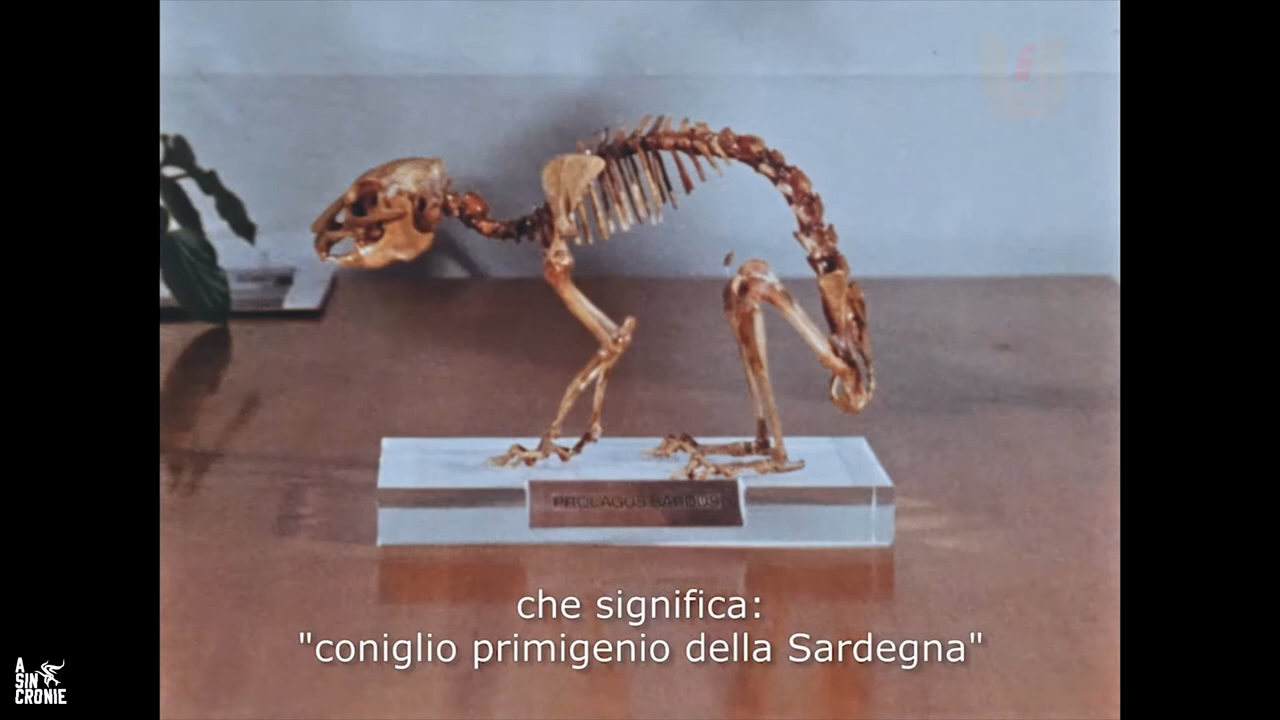 PROLAGUS SARDUS
che significa:
"coniglio primigenio della Sardegna"
A
SIN
CRONIE